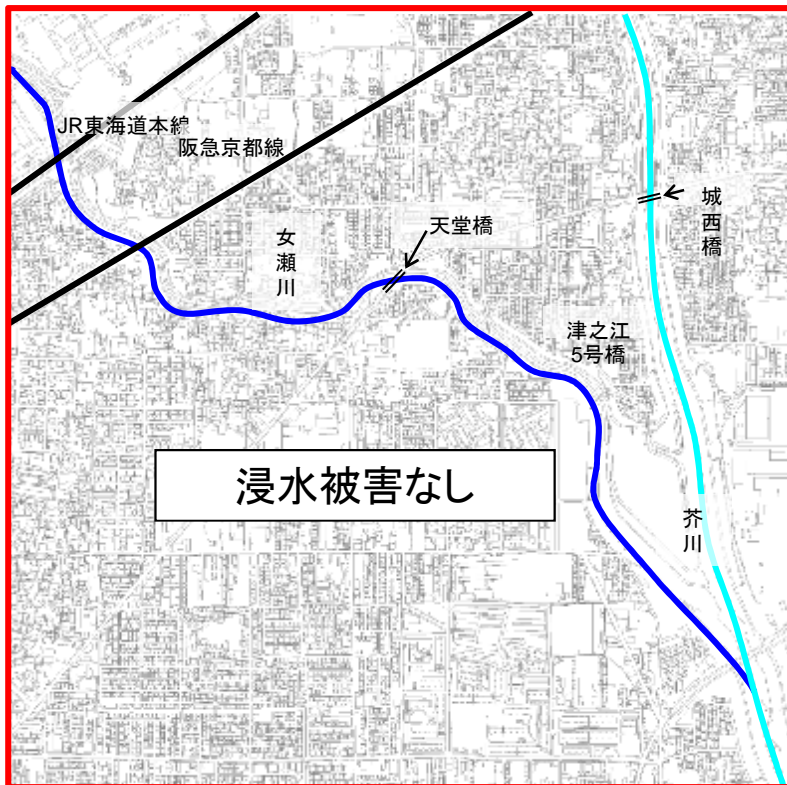 JR東海道本線
阪急京都線
女瀬川
天堂橋
城西橋
津之江
5号橋
浸水被害なし
芥川